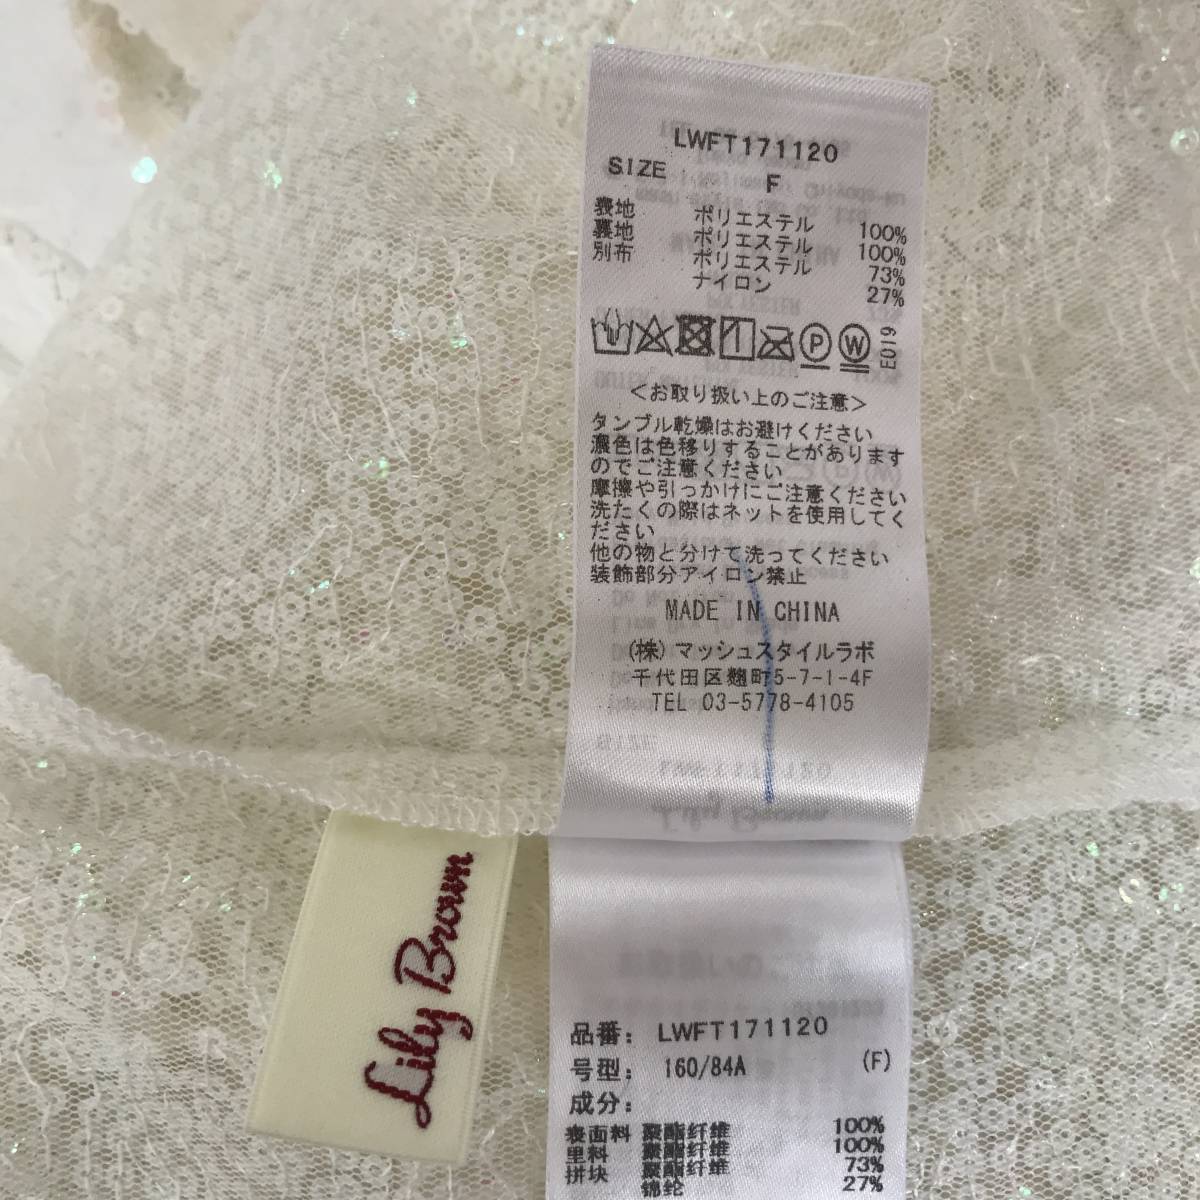 LWFT171120
SIZE F
表地 ポリエステル 100%
裏地 ポリエステル 100%
別布 ポリエステル 73%
ナイロン 27%
P W E019
<お取り扱い上のご注意>
タンブル乾燥はお避けください
濃色は色移りすることがあります
のでご注意ください
摩擦や引っかけにご注意ください
洗たくの際はネットを使用してく
ださい
他の物と分けて洗ってください
装飾部分アイロン禁止
MADE IN CHINA
(株)マッシュスタイルラボ
千代田区麹町5-7-1-4F
TEL 03-5778-4105
Lily Brown
品番: LWFT171120
号型: 160/84A (F)
成分:
表面料 聚酯纤维 100%
里料 聚酯纤维 100%
拼块 聚酯纤维 73%
锦纶 27%